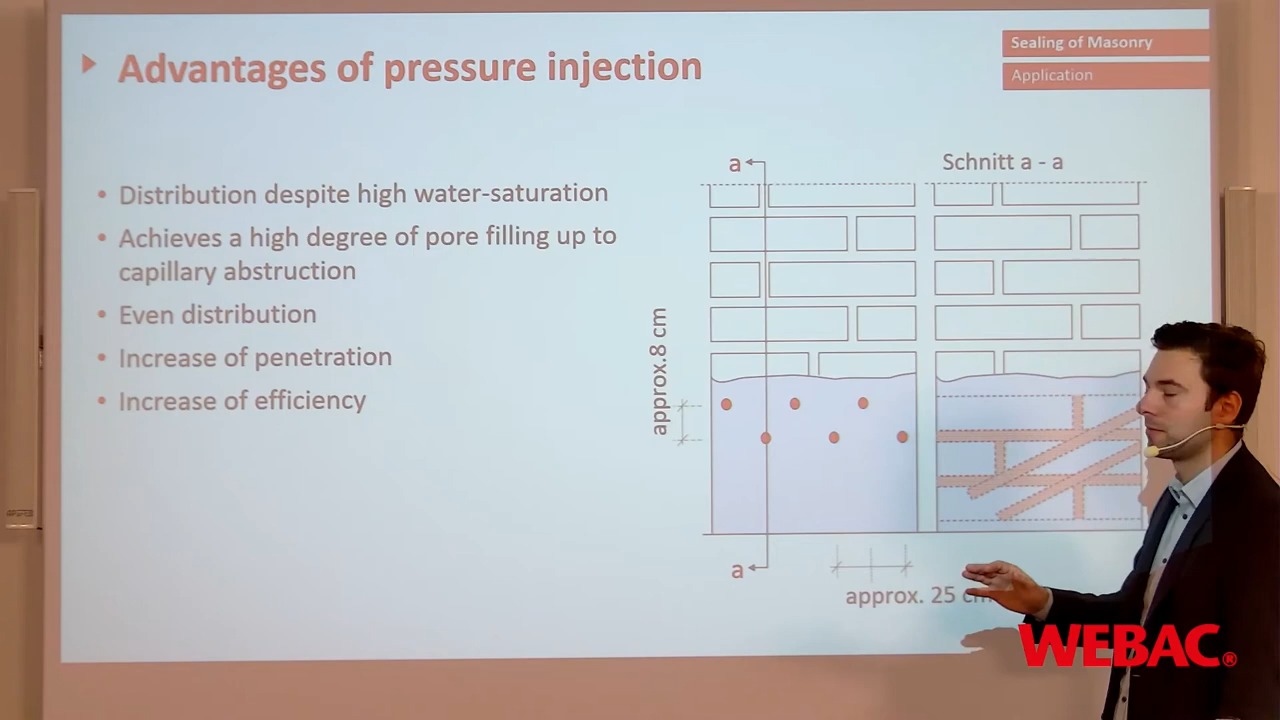 Advantages of pressure injection
Sealing of Masonry
Application
• Distribution despite high water-saturation
• Achieves a high degree of pore filling up to
capillary abstruction
• Even distribution
• Increase of penetration
• Increase of efficiency
a
Schnitt a - a
approx.8 cm
a
approx. 25 cm
WEBAC®